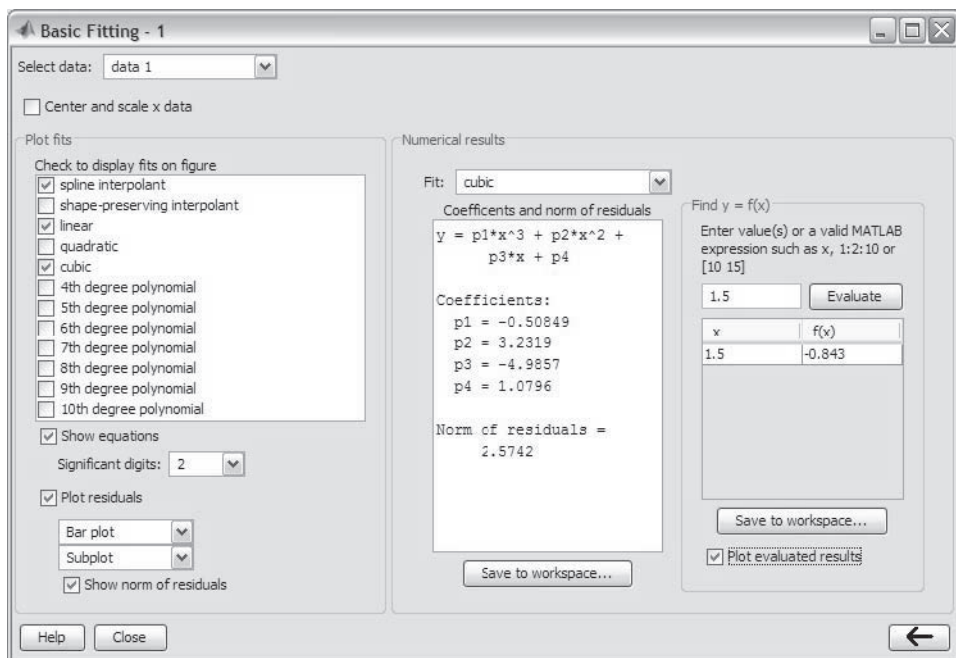 Basic Fitting - 1
Select data: data 1
Center and scale x data
Plot fits
Check to display fits on figure
spline interpolant
shape-preserving interpolant
linear
quadratic
cubic
4th degree polynomial
5th degree polynomial
6th degree polynomial
7th degree polynomial
8th degree polynomial
9th degree polynomial
10th degree polynomial
Show equations
Significant digits: 2
Plot residuals
Bar plot
Subplot
Show norm of residuals
Numerical results
Fit: cubic
Coefficents and norm of residuals
y = p1*x^3 + p2*x^2 +
p3*x + p4
Coefficients:
p1 = -0.50849
p2 = 3.2319
p3 = -4.9857
p4 = 1.0796
Norm of residuals =
2.5742
Save to workspace...
Find y = f(x)
Enter value(s) or a valid MATLAB
expression such as x, 1:2:10 or
[10 15]
1.5 Evaluate
x f(x)
1.5 -0.843
Save to workspace...
Plot evaluated results
Help Close